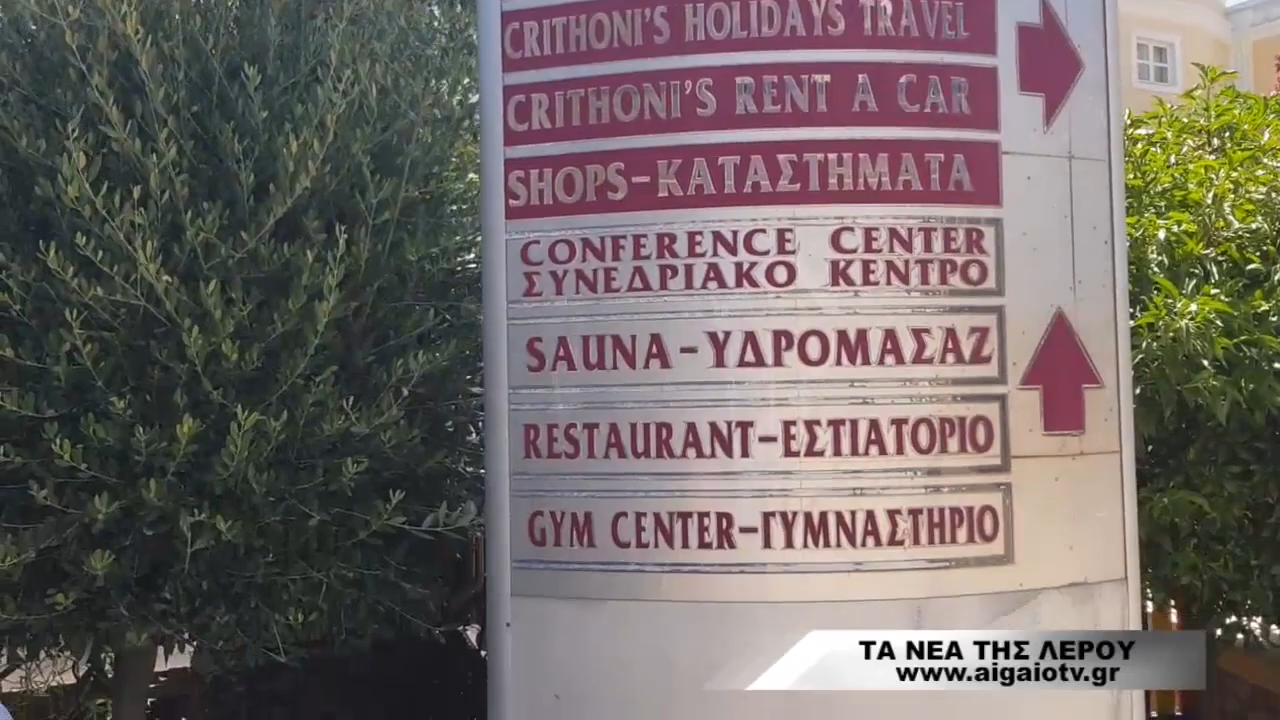 CRITHONI'S HOLIDAYS TRAVEL
CRITHONI'S RENT A CAR
SHOPS-ΚΑΤΑΣΤΗΜΑΤΑ
CONFERENCE CENTER
ΣΥΝΕΔΡΙΑΚΟ ΚΕΝΤΡΟ
SAUNA-ΥΔΡΟΜΑΣΑΖ
RESTAURANT-ΕΣΤΙΑΤΟΡΙΟ
GYM CENTER-ΓΥΜΝΑΣΤΗΡΙΟ
ΤΑ ΝΕΑ ΤΗΣ ΛΕΡΟΥ
www.aigaiotv.gr